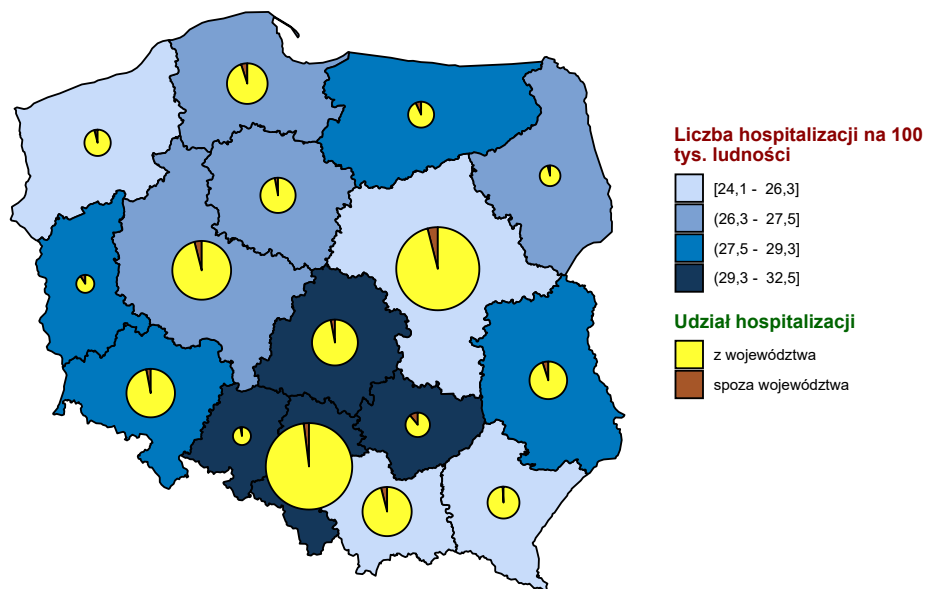 Liczba hospitalizacji na 100
tys. ludności
[24,1 - 26,3]
(26,3 - 27,5]
(27,5 - 29,3]
(29,3 - 32,5]
Udział hospitalizacji
z województwa
spoza województwa